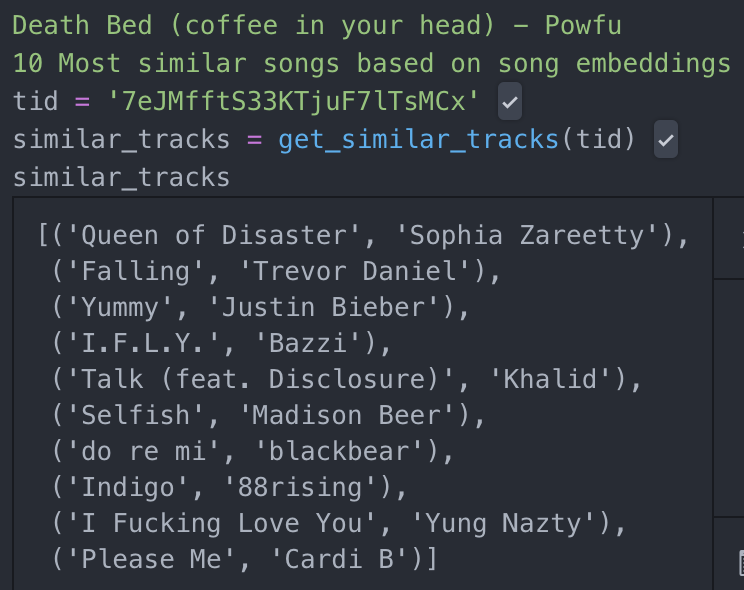 Death Bed (coffee in your head) – Powfu
10 Most similar songs based on song embeddings
tid = '7eJMfftS33KTjuF7lTsMCx'
similar_tracks = get_similar_tracks(tid)
similar_tracks
[('Queen of Disaster', 'Sophia Zareetty'),
('Falling', 'Trevor Daniel'),
('Yummy', 'Justin Bieber'),
('I.F.L.Y.', 'Bazzi'),
('Talk (feat. Disclosure)', 'Khalid'),
('Selfish', 'Madison Beer'),
('do re mi', 'blackbear'),
('Indigo', '88rising'),
('I Fucking Love You', 'Yung Nazty'),
('Please Me', 'Cardi B')]